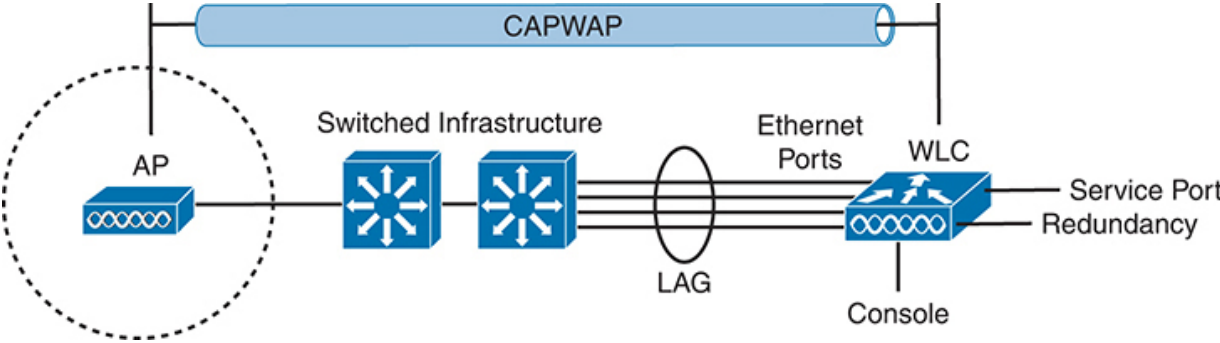 CAPWAP
Switched Infrastructure
Ethernet
Ports
AP
WLC
Service Port
Redundancy
LAG
Console